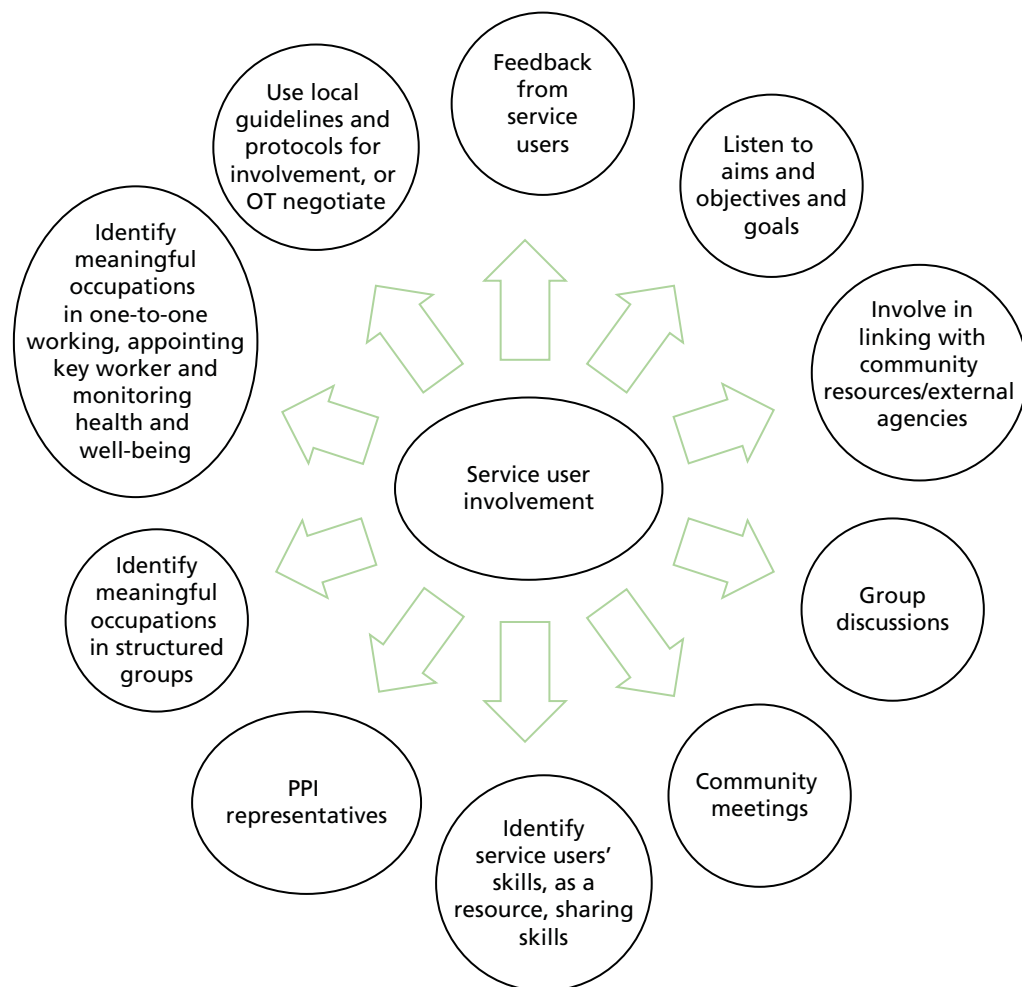 Feedback
from
service
users
Listen to
aims and
objectives and
goals
Involve in
linking with
community
resources/external
agencies
Group
discussions
Community
meetings
Identify
service users’
skills, as a
resource, sharing
skills
PPI
representatives
Identify
meaningful
occupations
in structured
groups
Identify
meaningful
occupations
in one-to-one
working, appointing
key worker and
monitoring
health and
well-being
Use local
guidelines and
protocols for
involvement, or
OT negotiate
Service user
involvement